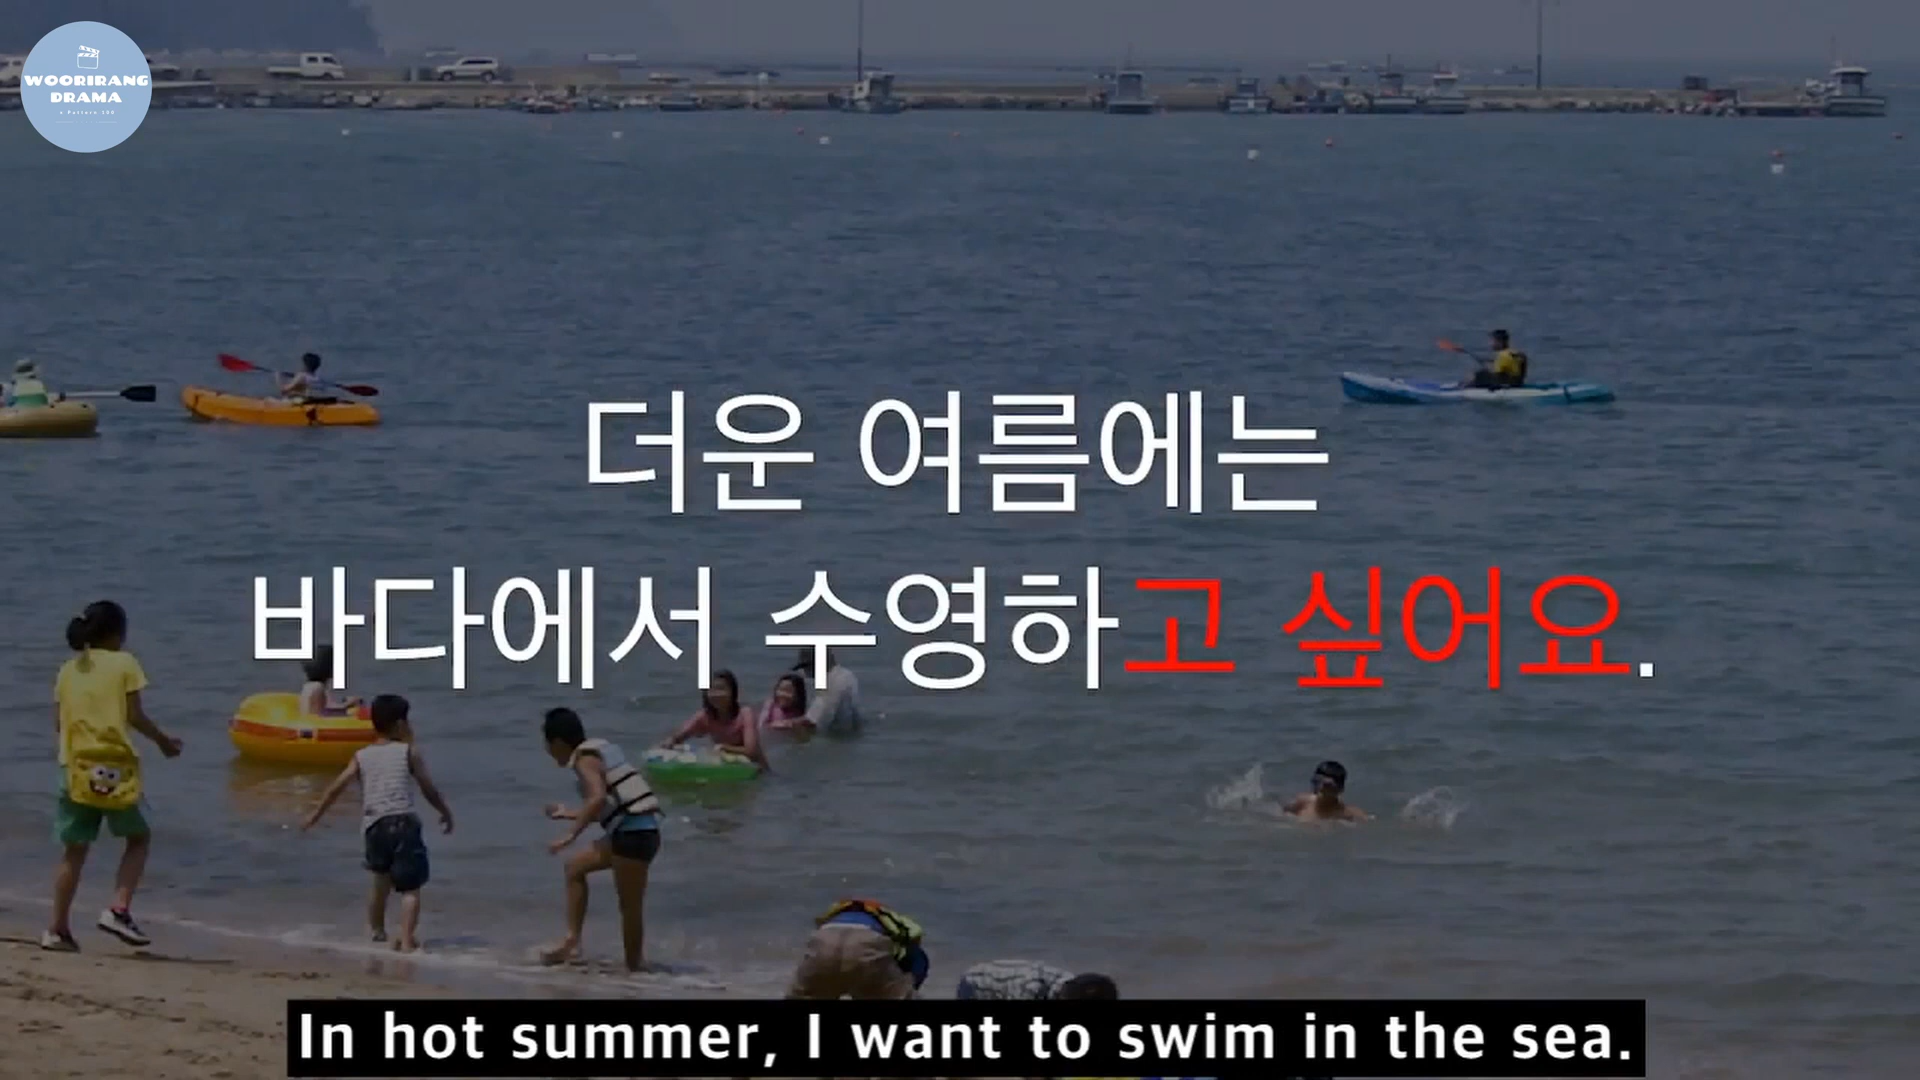 WOORIRANG
DRAMA
더운 여름에는
바다에서 수영하고 싶어요.
In hot summer, I want to swim in the sea.